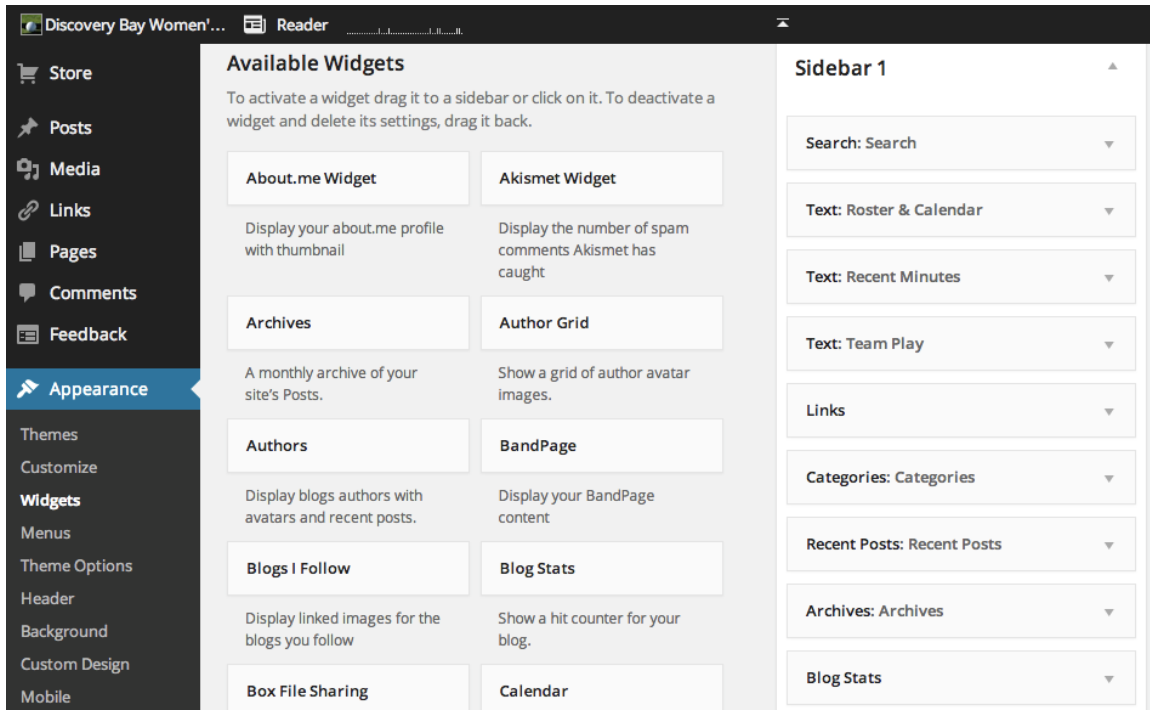 Discovery Bay Women'...
Reader
Store
Posts
Media
Links
Pages
Comments
Feedback
Appearance
Themes
Customize
Widgets
Menus
Theme Options
Header
Background
Custom Design
Mobile
Available Widgets
To activate a widget drag it to a sidebar or click on it. To deactivate a
widget and delete its settings, drag it back.
About.me Widget
Display your about.me profile
with thumbnail
Akismet Widget
Display the number of spam
comments Akismet has
caught
Archives
A monthly archive of your
site's Posts.
Author Grid
Show a grid of author avatar
images.
Authors
Display blogs authors with
avatars and recent posts.
BandPage
Display your BandPage
content
Blogs I Follow
Display linked images for the
blogs you follow
Blog Stats
Show a hit counter for your
blog.
Box File Sharing
Calendar
Sidebar 1
Search: Search
Text: Roster & Calendar
Text: Recent Minutes
Text: Team Play
Links
Categories: Categories
Recent Posts: Recent Posts
Archives: Archives
Blog Stats